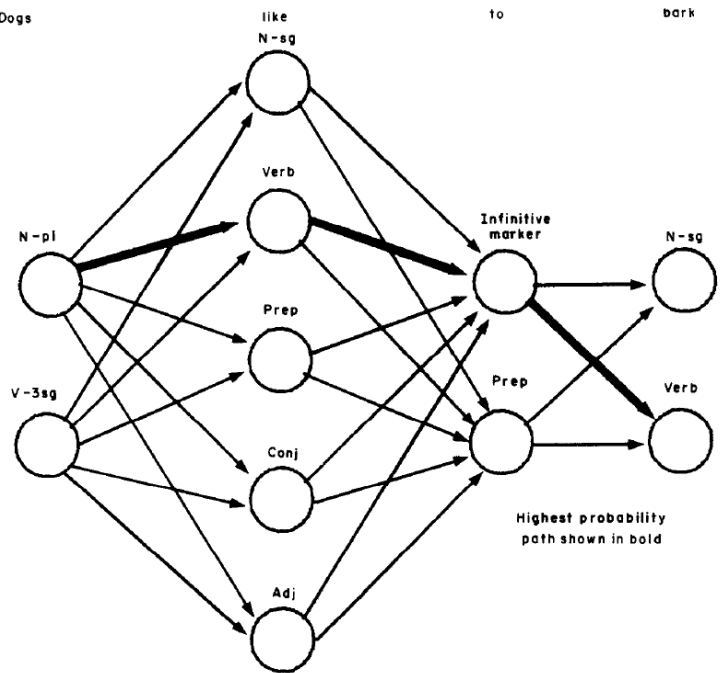 Dogs like to bark
N-sg
Verb
N-pl
Infinitive
marker
N-sg
Prep
V-3sg
Prep
Verb
Conj
Highest probability
path shown in bold
Adj